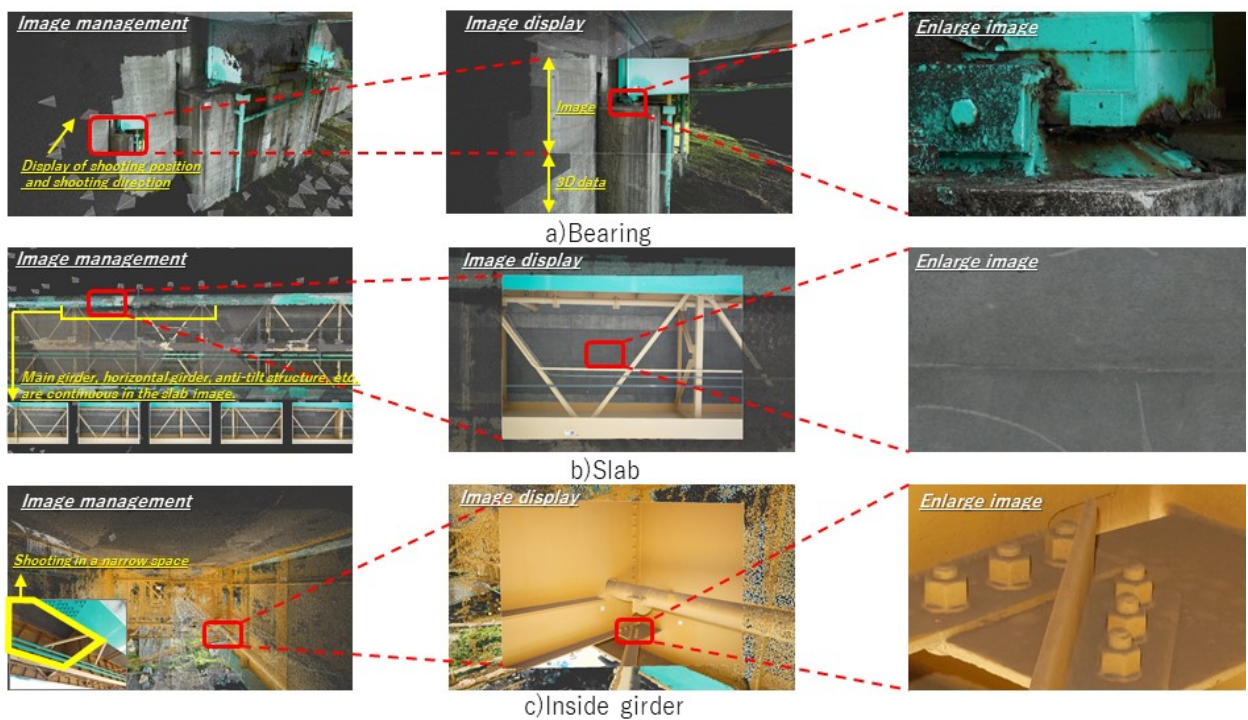 Image management
Image display
Enlarge image
Display of shooting position
and shooting direction
Image
3D data
a)Bearing
Image management
Image display
Enlarge image
Main girder, horizontal girder, anti-tilt structure, etc.
are continuous in the slab image.
b)Slab
Image management
Image display
Enlarge image
Shooting in a narrow space
c)Inside girder